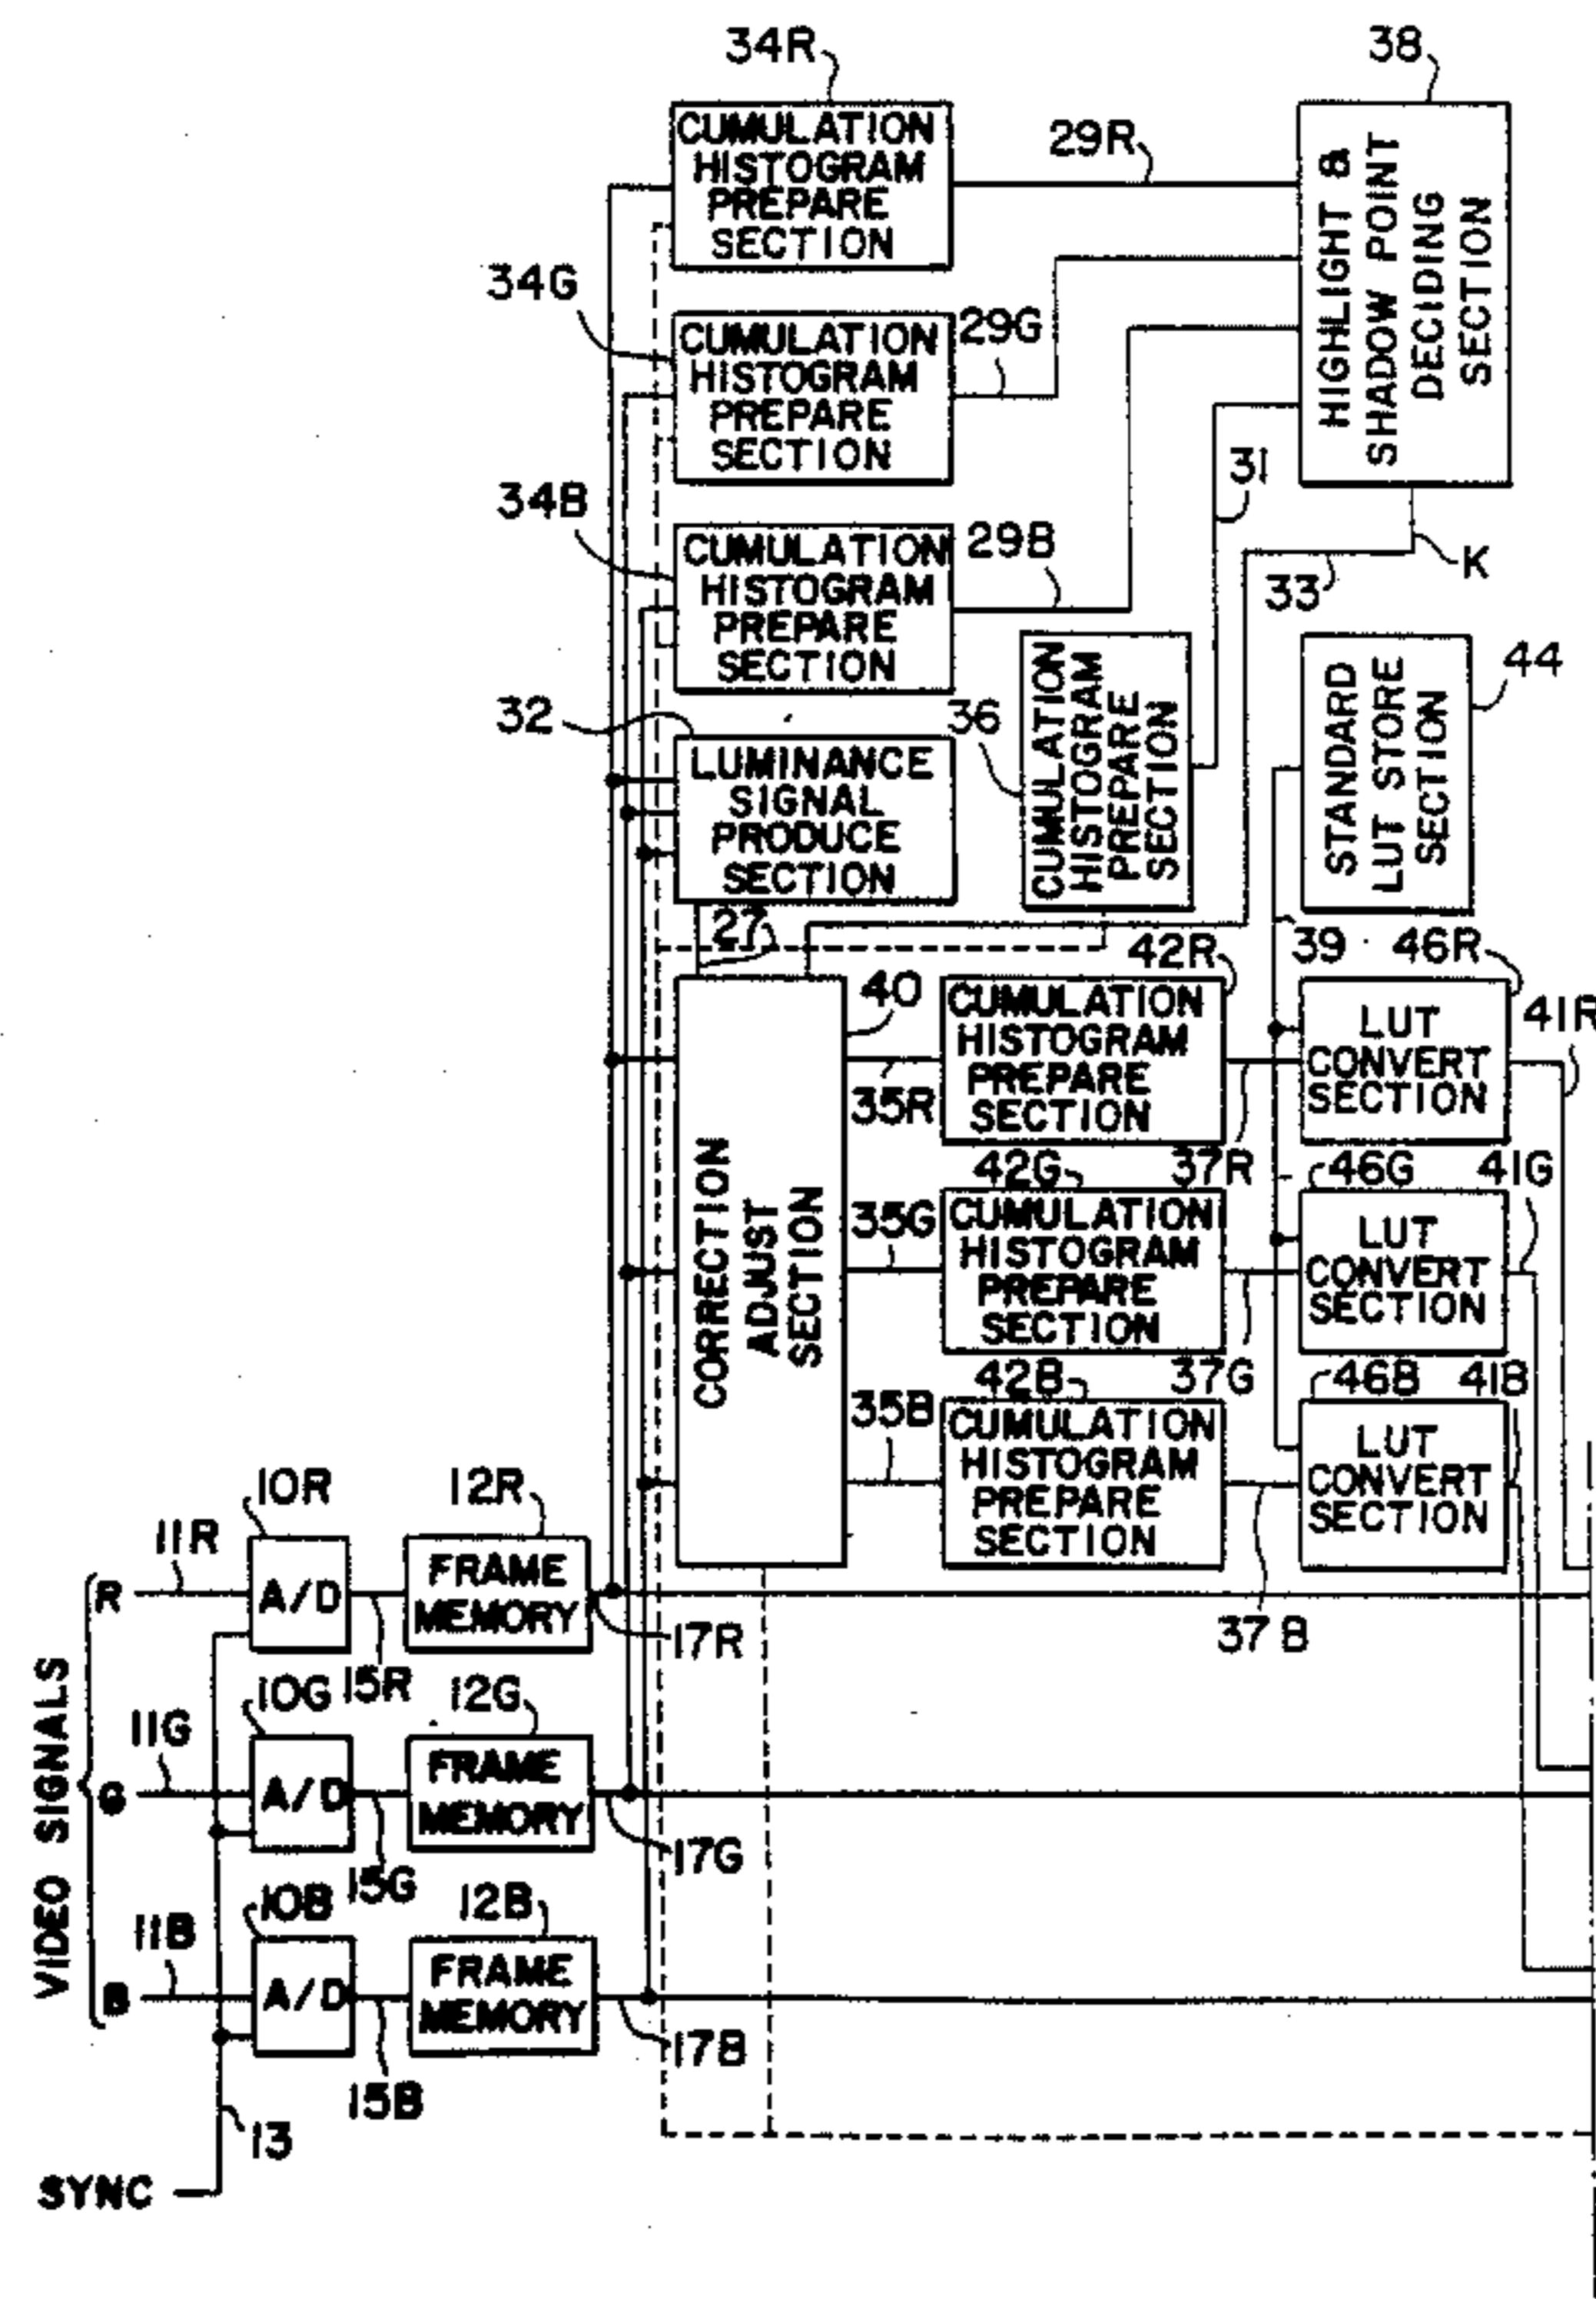 34R
38
CUMULATION
HISTOGRAM
PREPARE
SECTION
29R
HIGHLIGHT &
SHADOW POINT
DECIDING
SECTION
34G
CUMULATION
HISTOGRAM
PREPARE
SECTION
29G
31
34B
CUMULATION
HISTOGRAM
PREPARE
SECTION
29B
33
K
32
LUMINANCE
SIGNAL
PRODUCE
SECTION
36
CUMULATION
HISTOGRAM
PREPARE
SECTION
44
STANDARD
LUT STORE
SECTION
27
39
40
CORRECTION
ADJUST
SECTION
42R
CUMULATION
HISTOGRAM
PREPARE
SECTION
46R
LUT
CONVERT
SECTION
41R
35R
37R
42G
CUMULATION
HISTOGRAM
PREPARE
SECTION
46G
LUT
CONVERT
SECTION
41G
35G
37G
42B
CUMULATION
HISTOGRAM
PREPARE
SECTION
46B
LUT
CONVERT
SECTION
41B
35B
37B
VIDEO SIGNALS
R
11R
10R
A/D
15R
12R
FRAME
MEMORY
17R
G
11G
10G
A/D
15G
12G
FRAME
MEMORY
17G
B
11B
10B
A/D
15B
12B
FRAME
MEMORY
17B
13
SYNC